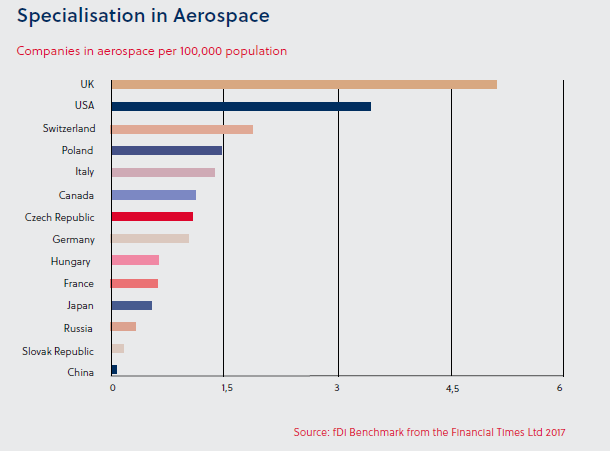 Specialisation in Aerospace
Companies in aerospace per 100,000 population
UK
USA
Switzerland
Poland
Italy
Canada
Czech Republic
Germany
Hungary
France
Japan
Russia
Slovak Republic
China
0 1,5 3 4,5 6
Source: fDI Benchmark from the Financial Times Ltd 2017